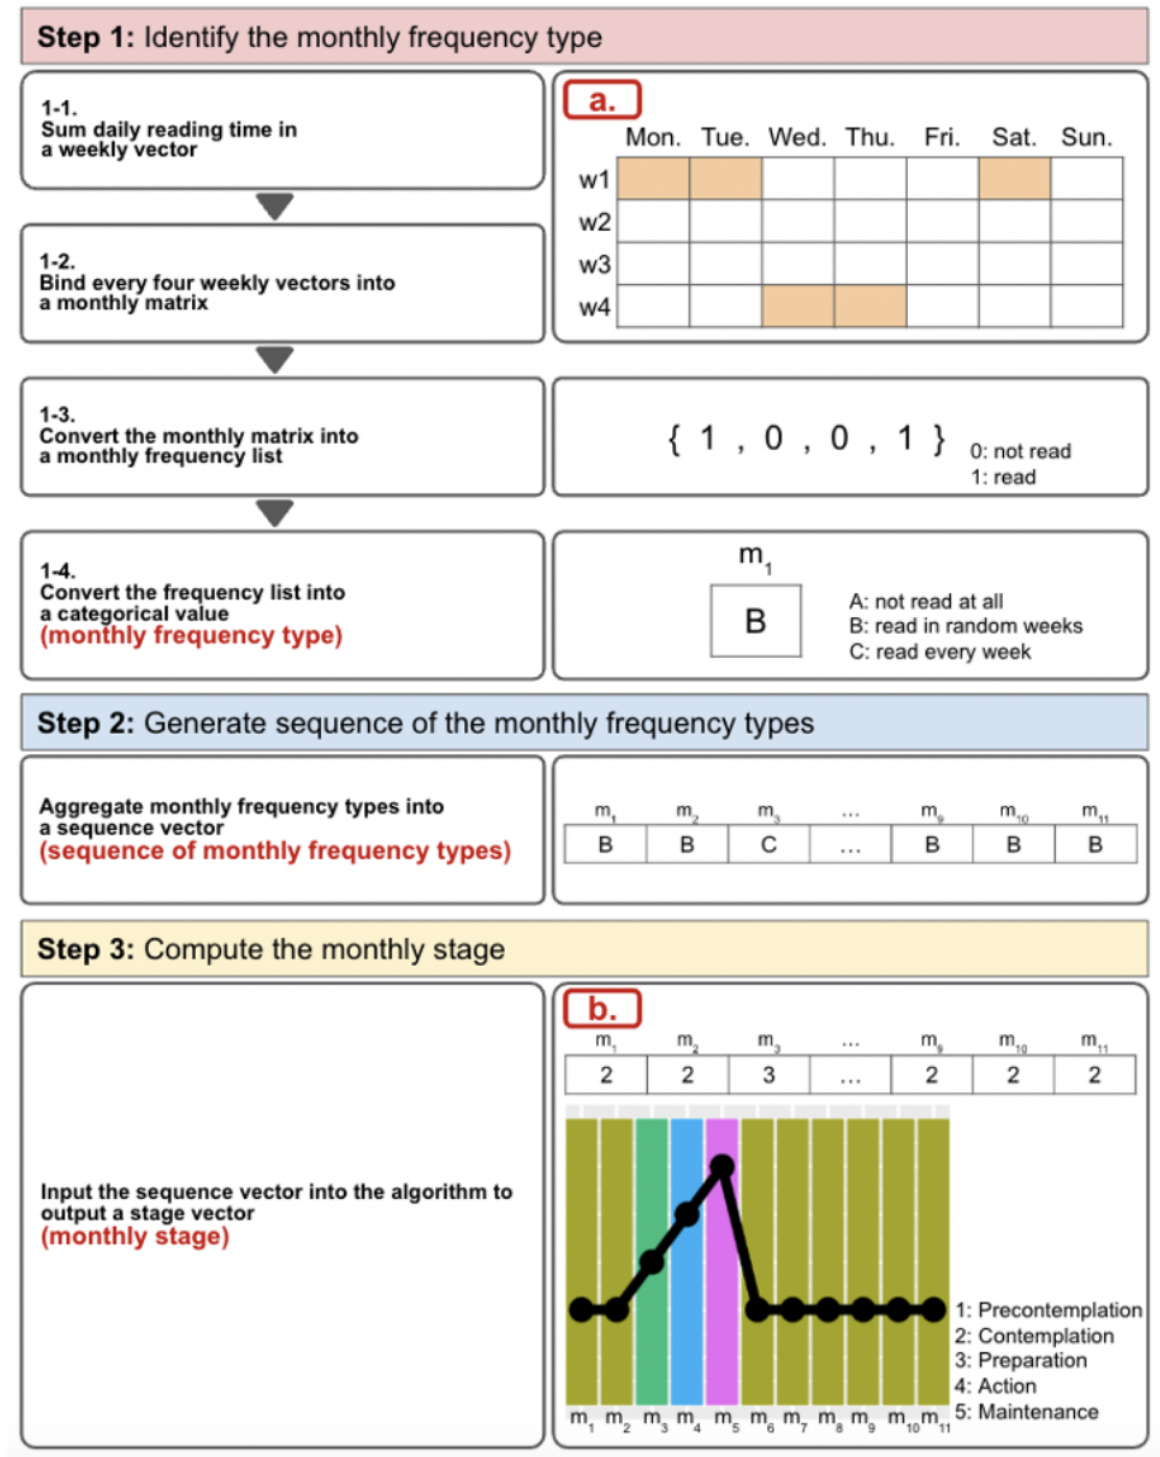 Step 1: Identify the monthly frequency type
1-1.
Sum daily reading time in
a weekly vector
a.
Mon. Tue. Wed. Thu. Fri. Sat. Sun.
w1
w2
w3
w4
1-2.
Bind every four weekly vectors into
a monthly matrix
1-3.
Convert the monthly matrix into
a monthly frequency list
{ 1 , 0 , 0 , 1 }
0: not read
1: read
1-4.
Convert the frequency list into
a categorical value
(monthly frequency type)
m1
B
A: not read at all
B: read in random weeks
C: read every week
Step 2: Generate sequence of the monthly frequency types
Aggregate monthly frequency types into
a sequence vector
(sequence of monthly frequency types)
m1 m2 m3 ... m9 m10 m11
B B C ... B B B
Step 3: Compute the monthly stage
Input the sequence vector into the algorithm to
output a stage vector
(monthly stage)
b.
m1 m2 m3 ... m9 m10 m11
2 2 3 ... 2 2 2
1: Precontemplation
2: Contemplation
3: Preparation
4: Action
5: Maintenance
m1 m2 m3 m4 m5 m6 m7 m8 m9 m10 m11